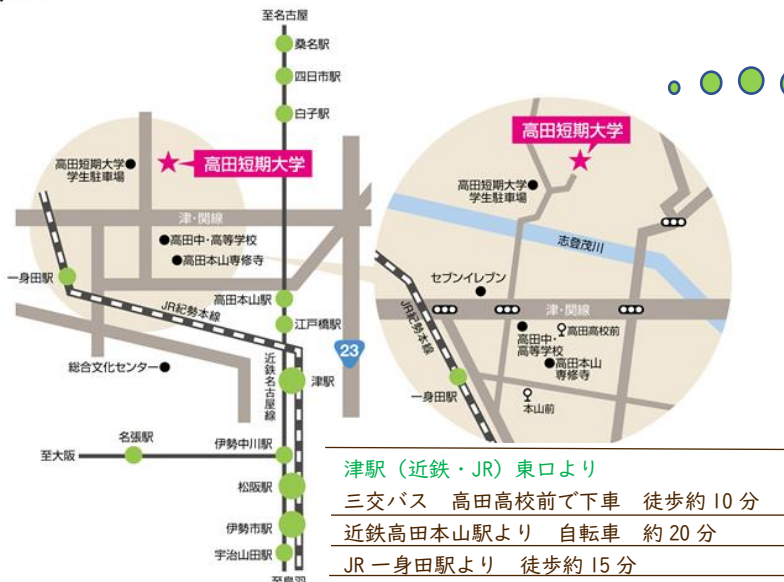 至名古屋
桑名駅
四日市駅
白子駅
高田短期大学
学生駐車場
高田短期大学
津・関線
高田中・高等学校
高田本山専修寺
一身田駅
高田本山駅
JR紀勢本線
江戸橋駅
23
総合文化センター
近鉄名古屋線
津駅
名張駅
至大阪
伊勢中川駅
松阪駅
伊勢市駅
宇治山田駅
至鳥羽
高田短期大学
高田短期大学
学生駐車場
志登茂川
セブンイレブン
JR紀勢本線
津・関線
高田高校前
高田中・
高等学校
高田本山
専修寺
一身田駅
本山前
津駅（近鉄・JR）東口より
三交バス　高田高校前で下車　徒歩約10分
近鉄高田本山駅より　自転車　約20分
JR一身田駅より　徒歩約15分